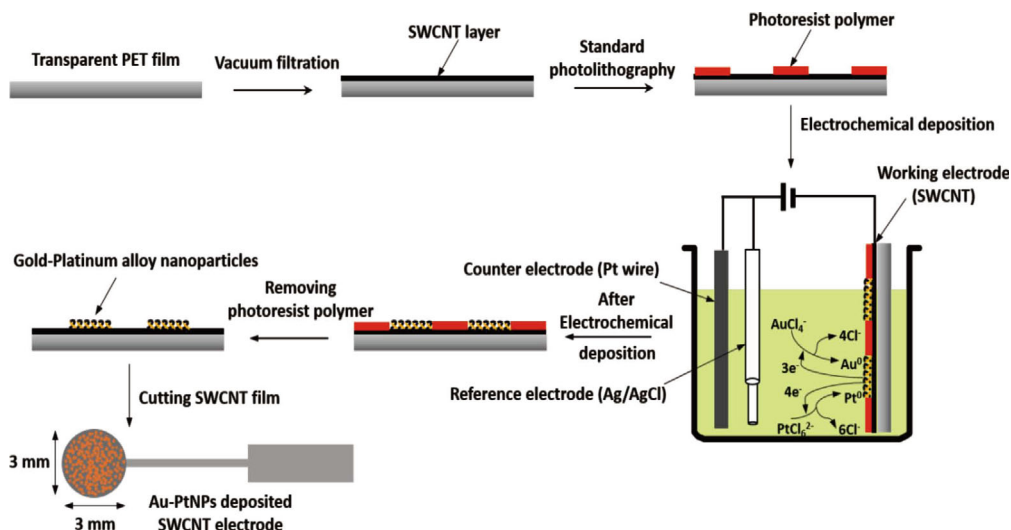 Transparent PET film
Vacuum filtration
SWCNT layer
Standard
photolithography
Photoresist polymer
Electrochemical deposition
Working electrode
(SWCNT)
Counter electrode (Pt wire)
Reference electrode (Ag/AgCl)
AuCl₄⁻
4Cl⁻
Au⁰
3e⁻
4e⁻
Pt⁰
PtCl₆²⁻
6Cl⁻
After
Electrochemical
deposition
Removing
photoresist polymer
Gold-Platinum alloy nanoparticles
Cutting SWCNT film
3 mm
3 mm
Au-PtNPs deposited
SWCNT electrode